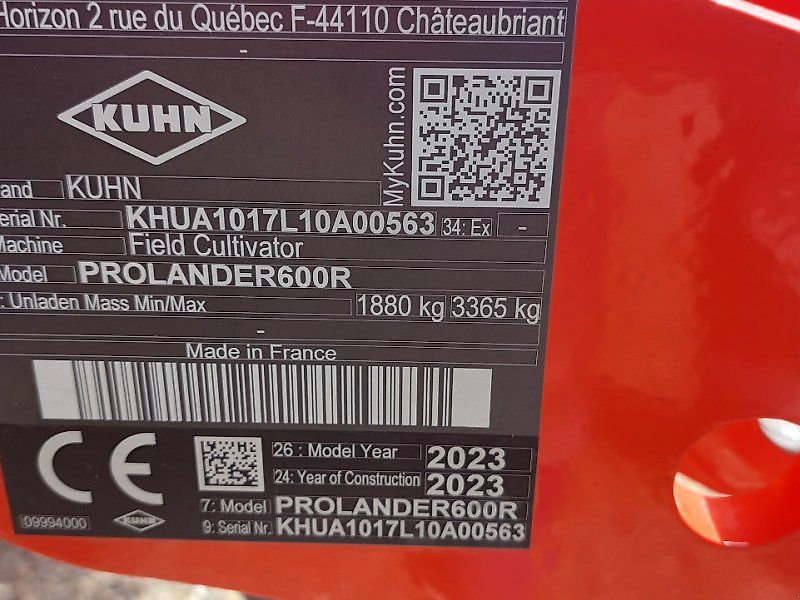 Horizon 2 rue du Québec F-44110 Châteaubriant
-
KUHN
MyKuhn.com
KUHN
Serial Nr. KHUA1017L10A00563 34: Ex -
Machine Field Cultivator
Model PROLANDER600R
: Unladen Mass Min/Max 1880 kg 3365 kg
-
Made in France
CE
26 : Model Year 2023
24: Year of Construction 2023
7: Model PROLANDER600R
9: Serial Nr. KHUA1017L10A00563
09994000
KUHN